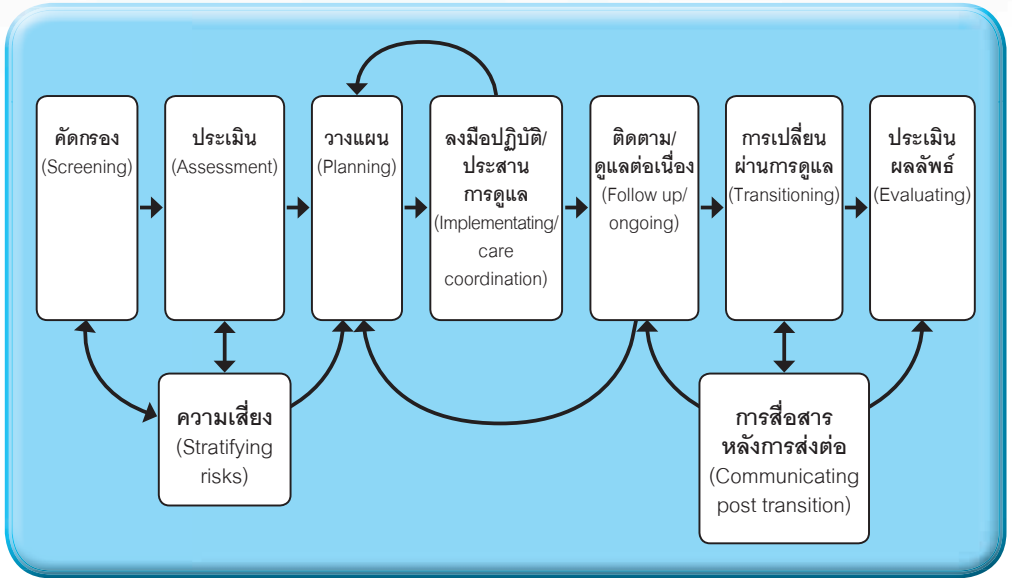 คัดกรอง
(Screening)
ประเมิน
(Assessment)
วางแผน
(Planning)
ลงมือปฏิบัติ/
ประสาน
การดูแล
(Implementating/
care
coordination)
ติดตาม/
ดูแลต่อเนื่อง
(Follow up/
ongoing)
การเปลี่ยน
ผ่านการดูแล
(Transitioning)
ประเมิน
ผลลัพธ์
(Evaluating)
ความเสี่ยง
(Stratifying
risks)
การสื่อสาร
หลังการส่งต่อ
(Communicating
post transition)